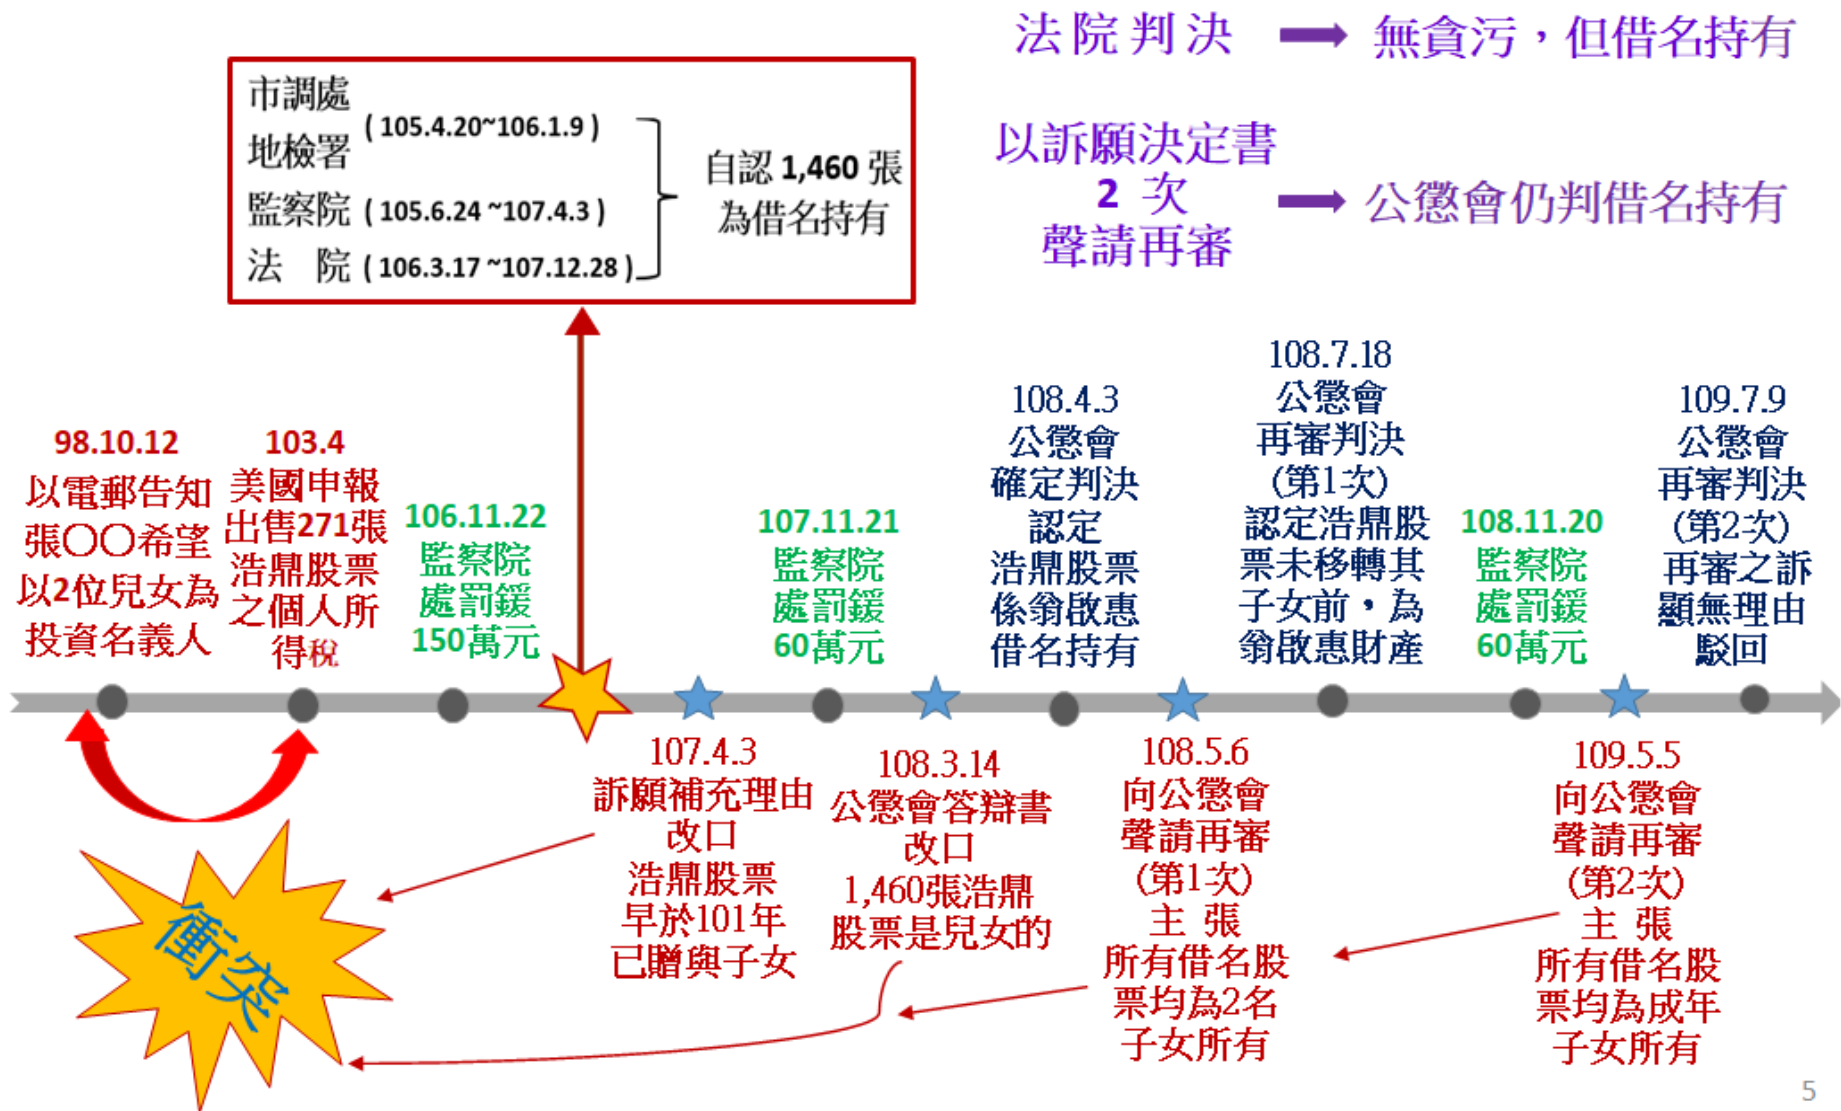 法院判決 → 無貪污，但借名持有
以訴願決定書
2 次
聲請再審
→ 公懲會仍判借名持有
市調處
地檢署
( 105.4.20~106.1.9 )
監察院 ( 105.6.24 ~107.4.3 )
法 院 ( 106.3.17 ~107.12.28 )
自認 1,460 張
為借名持有
98.10.12
以電郵告知
張〇〇希望
以2位兒女為
投資名義人
103.4
美國申報
出售271張
浩鼎股票
之個人所
得稅
106.11.22
監察院
處罰鍰
150萬元
107.11.21
監察院
處罰鍰
60萬元
108.4.3
公懲會
確定判決
認定
浩鼎股票
係翁啟惠
借名持有
108.7.18
公懲會
再審判決
(第1次)
認定浩鼎股
票未移轉其
子女前，為
翁啟惠財產
108.11.20
監察院
處罰鍰
60萬元
109.7.9
公懲會
再審判決
(第2次)
再審之訴
顯無理由
駁回
107.4.3
訴願補充理由
改口
浩鼎股票
早於101年
已贈與子女
108.3.14
公懲會答辯書
改口
1,460張浩鼎
股票是兒女的
108.5.6
向公懲會
聲請再審
(第1次)
主 張
所有借名股
票均為2名
子女所有
109.5.5
向公懲會
聲請再審
(第2次)
主 張
所有借名股
票均為成年
子女所有
衝突
5